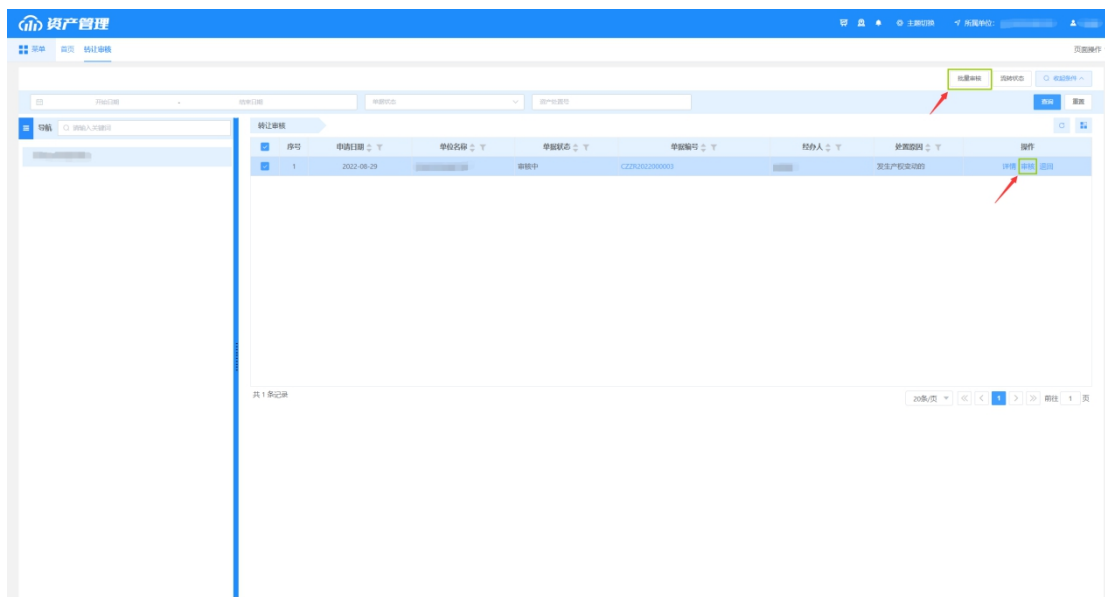 资产管理
主题切换 所属单位:
菜单 首页 转让审核 页面操作
批量审核 流转状态 收起条件
开始日期 - 结束日期 单据状态 资产处置号 查询 重置
导航 请输入关键词 转让审核
序号 申请日期 单位名称 单据状态 单据编号 经办人 处置原因 操作
1 2022-08-29 审核中 CZZR2022000003 发生产权变动的 详情 审核 退回
共 1 条记录 20条/页 1 前往 1 页